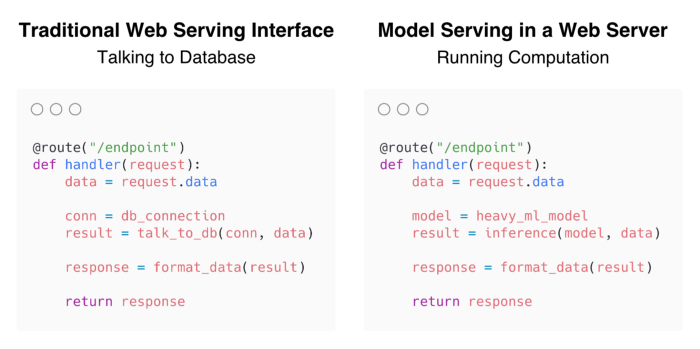 Traditional Web Serving Interface
Talking to Database
@route("/endpoint")
def handler(request):
    data = request.data
    conn = db_connection
    result = talk_to_db(conn, data)
    response = format_data(result)
    return response
Model Serving in a Web Server
Running Computation
@route("/endpoint")
def handler(request):
    data = request.data
    model = heavy_ml_model
    result = inference(model, data)
    response = format_data(result)
    return response